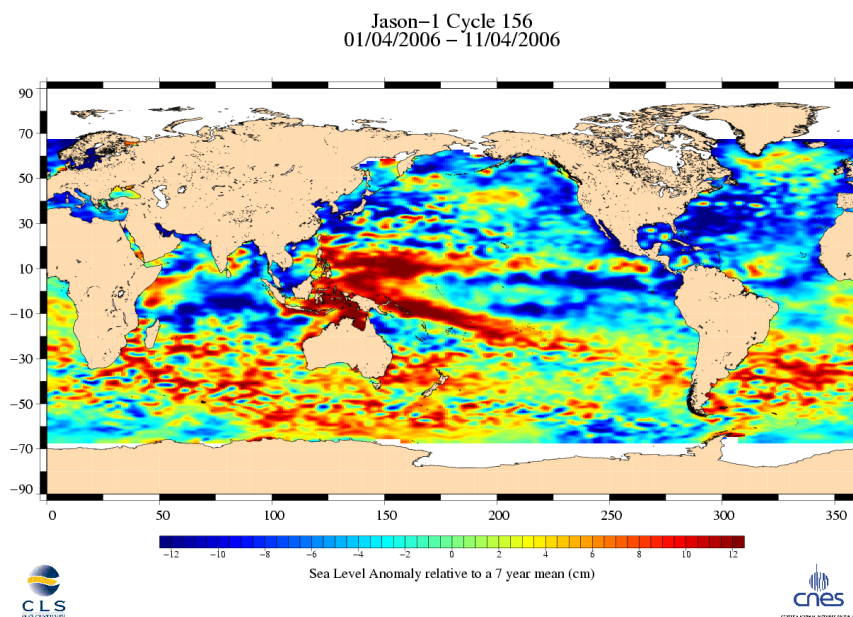 Jason-1 Cycle 156
01/04/2006 – 11/04/2006
90
70
50
30
10
-10
-30
-50
-70
-90
0 50 100 150 200 250 300 350
-12 -10 -8 -6 -4 -2 0 2 4 6 8 10 12
Sea Level Anomaly relative to a 7 year mean (cm)
CLS
cnes